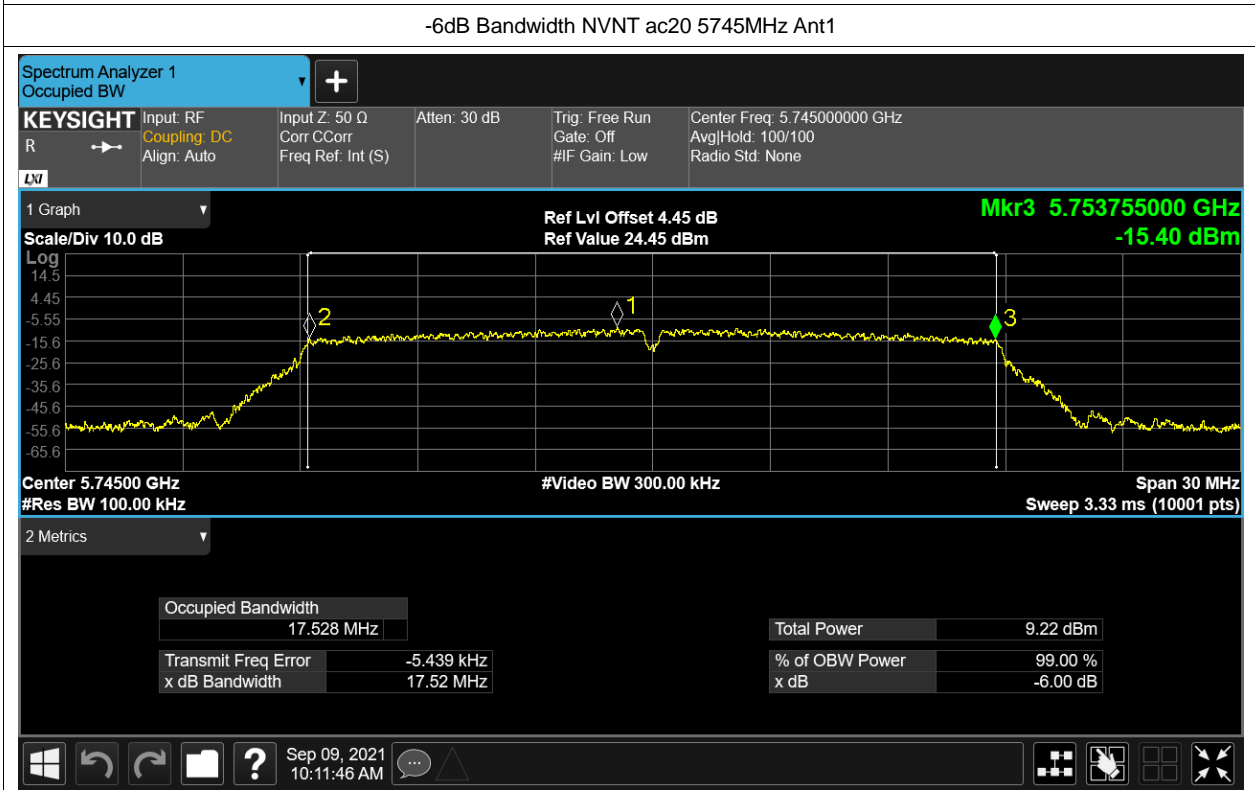 -6dB Bandwidth NVNT ac20 5745MHz Ant1
Spectrum Analyzer 1
Occupied BW
KEYSIGHT
R
LXI
Input: RF
Coupling: DC
Align: Auto
Input Z: 50 Ω
Corr CCorr
Freq Ref: Int (S)
Atten: 30 dB
Trig: Free Run
Gate: Off
#IF Gain: Low
Center Freq: 5.745000000 GHz
Avg|Hold: 100/100
Radio Std: None
1 Graph
Scale/Div 10.0 dB
Ref Lvl Offset 4.45 dB
Ref Value 24.45 dBm
Mkr3 5.753755000 GHz
-15.40 dBm
Log
14.5
4.45
-5.55
-15.6
-25.6
-35.6
-45.6
-55.6
-65.6
2
1
3
Center 5.74500 GHz
#Res BW 100.00 kHz
#Video BW 300.00 kHz
Span 30 MHz
Sweep 3.33 ms (10001 pts)
2 Metrics
Occupied Bandwidth
17.528 MHz
Transmit Freq Error -5.439 kHz
x dB Bandwidth 17.52 MHz
Total Power 9.22 dBm
% of OBW Power 99.00 %
x dB -6.00 dB
?
Sep 09, 2021
10:11:46 AM